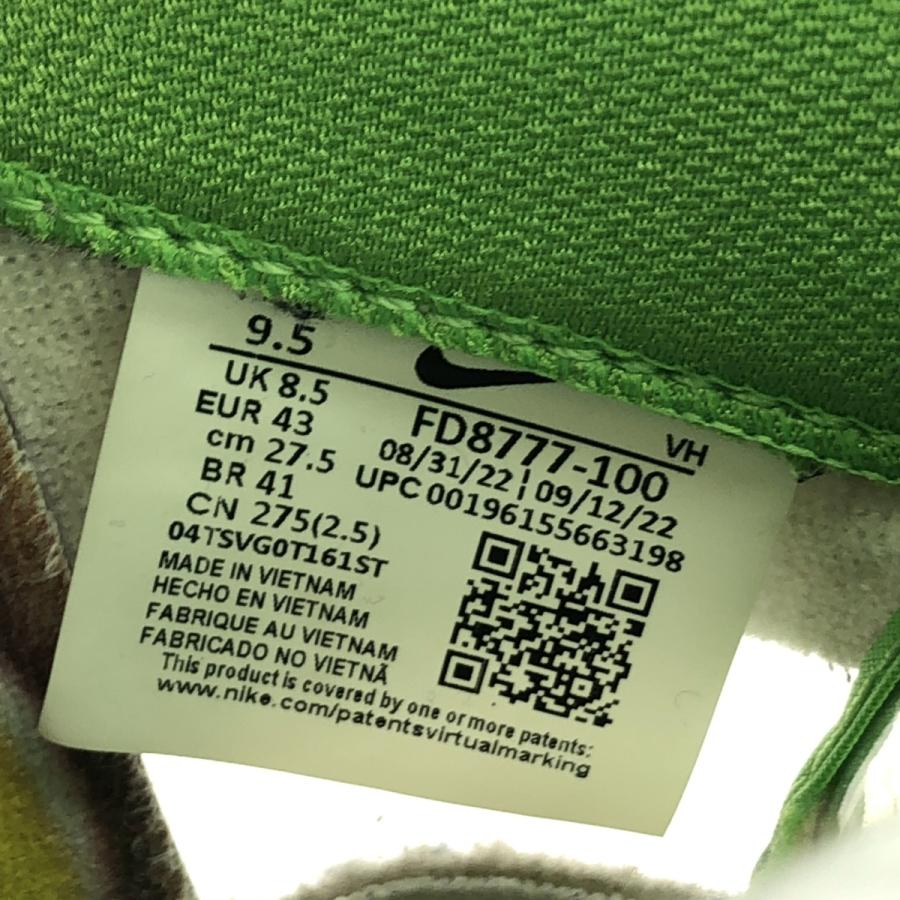 9.5
VH
UK 8.5
EUR 43
cm 27.5
BR 41
CN 275(2.5)
FD8777-100
08/31/22 | 09/12/22
UPC 00196155663198
04TSVG0T161ST
MADE IN VIETNAM
HECHO EN VIETNAM
FABRIQUE AU VIETNAM
FABRICADO NO VIETNÃ
This product is covered by one or more patents:
www.nike.com/patentsvirtualmarking